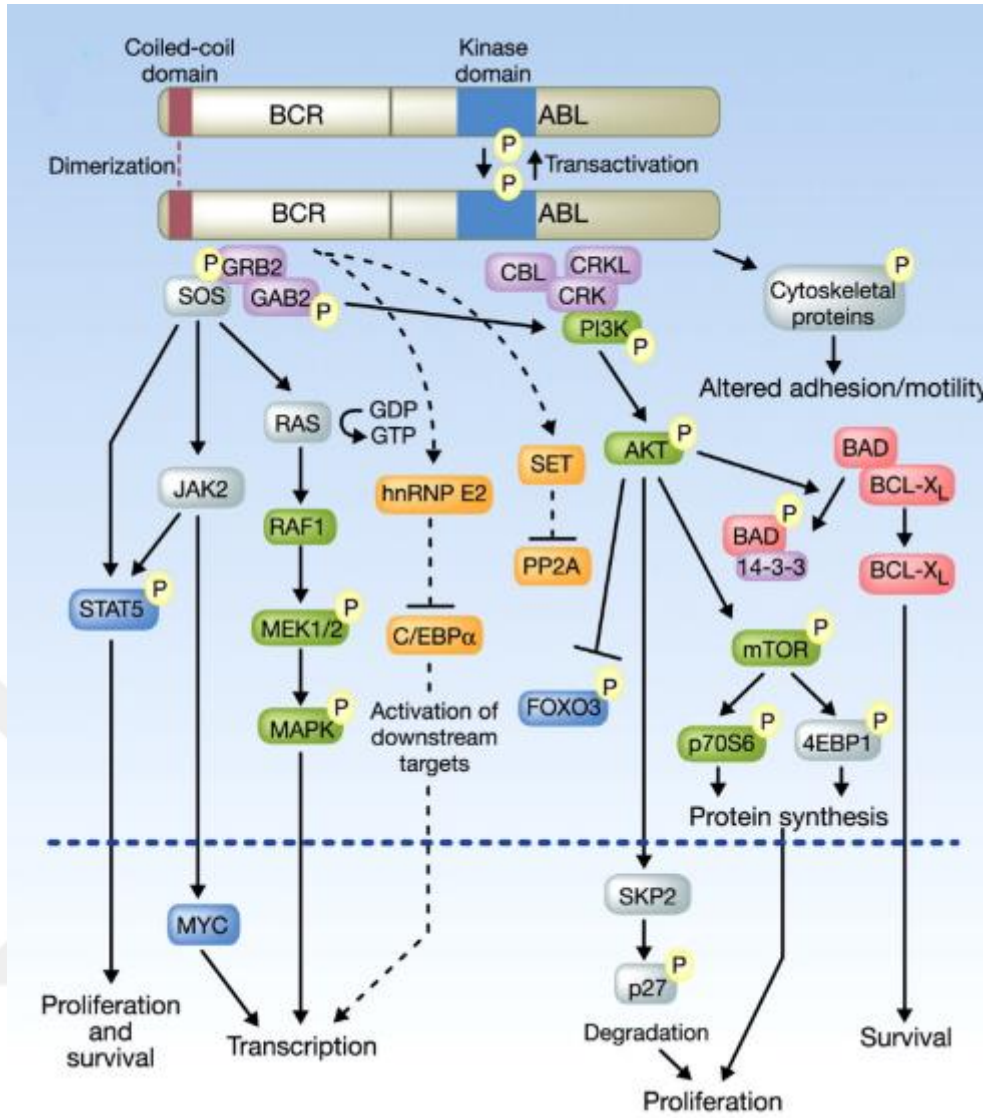 Coiled-coil
domain
Kinase
domain
BCR
ABL
P
Dimerization
P
Transactivation
BCR
ABL
P
GRB2
SOS
GAB2
P
CBL
CRKL
CRK
PI3K
P
P
Cytoskeletal
proteins
Altered adhesion/motility
RAS
GDP
GTP
AKT
P
BAD
BCL-XL
JAK2
hnRNP E2
SET
RAF1
P
BAD
14-3-3
PP2A
BCL-XL
STAT5
P
MEK1/2
P
C/EBPα
mTOR
P
FOXO3
P
MAPK
P
Activation of
downstream
targets
p70S6
P
4EBP1
P
Protein synthesis
SKP2
MYC
p27
P
Degradation
Proliferation
and
survival
Transcription
Survival
Proliferation